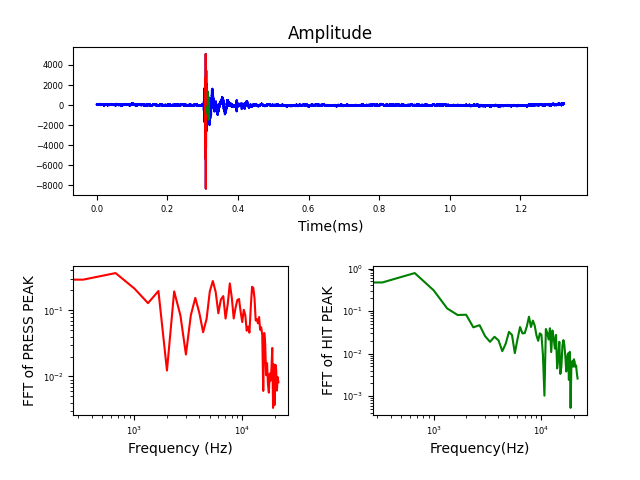 Amplitude
4000
2000
0
−2000
−4000
−6000
−8000
0.0 0.2 0.4 0.6 0.8 1.0 1.2
Time(ms)
FFT of PRESS PEAK
10⁻¹
10⁻²
10³ 10⁴
Frequency (Hz)
FFT of HIT PEAK
10⁰
10⁻¹
10⁻²
10⁻³
10³ 10⁴
Frequency(Hz)